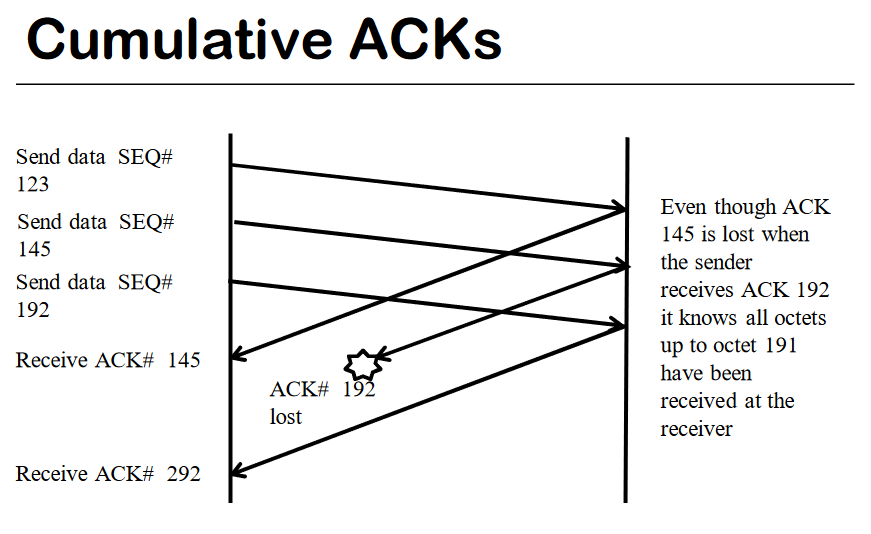 Cumulative ACKs
Send data SEQ#
123
Send data SEQ#
145
Send data SEQ#
192
Receive ACK# 145
ACK# 192
lost
Receive ACK# 292
Even though ACK
145 is lost when
the sender
receives ACK 192
it knows all octets
up to octet 191
have been
received at the
receiver